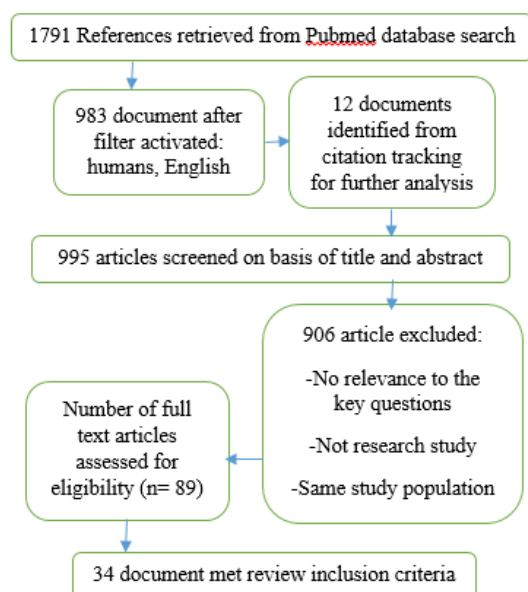 1791 References retrieved from Pubmed database search
983 document after
filter activated:
humans, English
12 documents
identified from
citation tracking
for further analysis
995 articles screened on basis of title and abstract
906 article excluded:
-No relevance to the
key questions
-Not research study
-Same study population
Number of full
text articles
assessed for
eligibility (n= 89)
34 document met review inclusion criteria